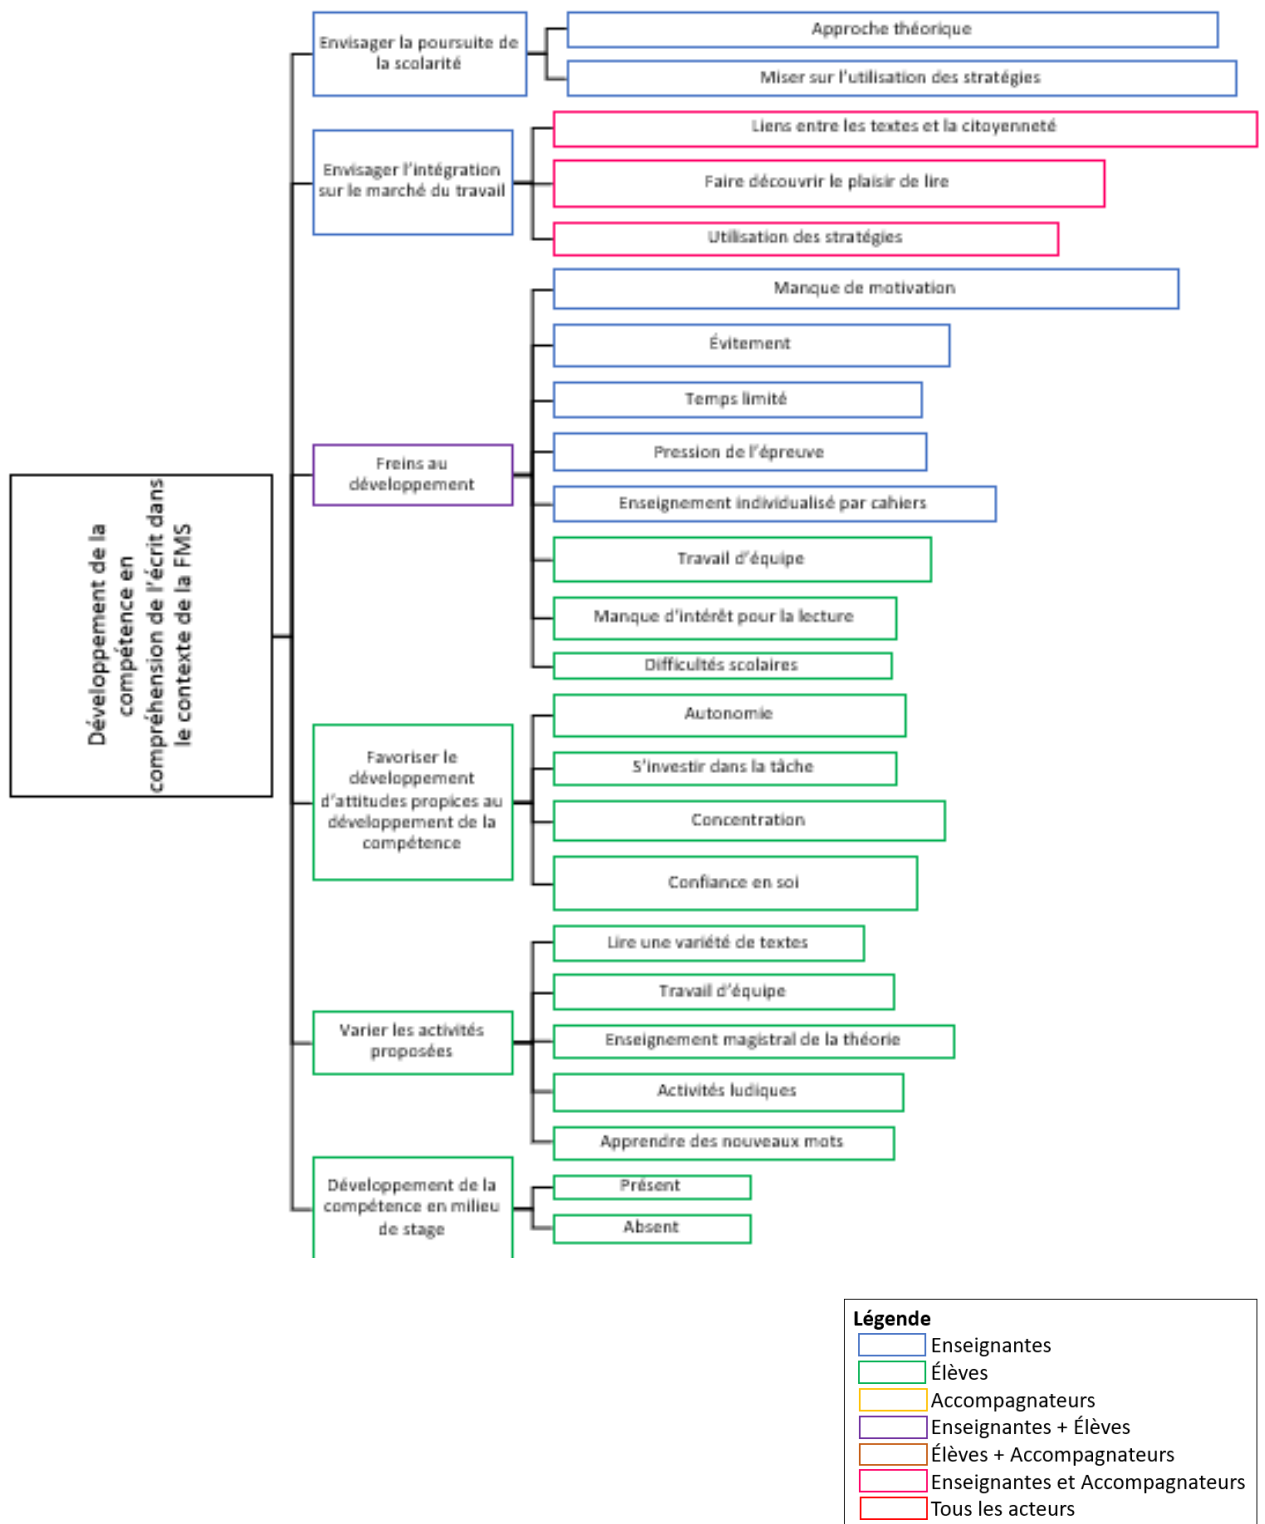 Développement de la
compétence en
compréhension de l'écrit dans
le contexte de la FMS
Envisager la poursuite de
la scolarité
Approche théorique
Miser sur l'utilisation des stratégies
Envisager l'intégration
sur le marché du travail
Liens entre les textes et la citoyenneté
Faire découvrir le plaisir de lire
Utilisation des stratégies
Freins au
développement
Manque de motivation
Évitement
Temps limité
Pression de l'épreuve
Enseignement individualisé par cahiers
Travail d'équipe
Manque d'intérêt pour la lecture
Difficultés scolaires
Favoriser le
développement
d'attitudes propices au
développement de la
compétence
Autonomie
S'investir dans la tâche
Concentration
Confiance en soi
Varier les activités
proposées
Lire une variété de textes
Travail d'équipe
Enseignement magistral de la théorie
Activités ludiques
Apprendre des nouveaux mots
Développement de la
compétence en milieu
de stage
Présent
Absent
Légende
Enseignantes
Élèves
Accompagnateurs
Enseignantes + Élèves
Élèves + Accompagnateurs
Enseignantes et Accompagnateurs
Tous les acteurs